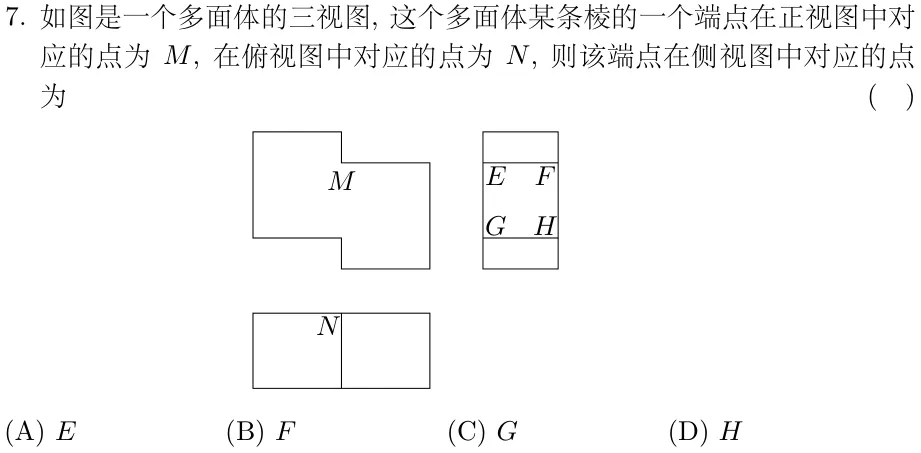 7. 如图是一个多面体的三视图, 这个多面体某条棱的一个端点在正视图中对
应的点为 M, 在俯视图中对应的点为 N, 则该端点在侧视图中对应的点
为 ( )
M
E F
G H
N
(A) E (B) F (C) G (D) H